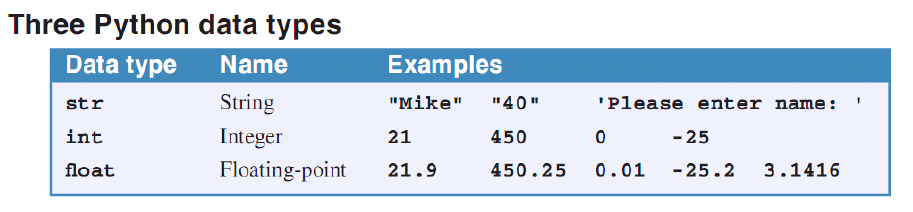 Three Python data types
Data type Name Examples
str String "Mike" "40" 'Please enter name: '
int Integer 21 450 0 -25
float Floating-point 21.9 450.25 0.01 -25.2 3.1416